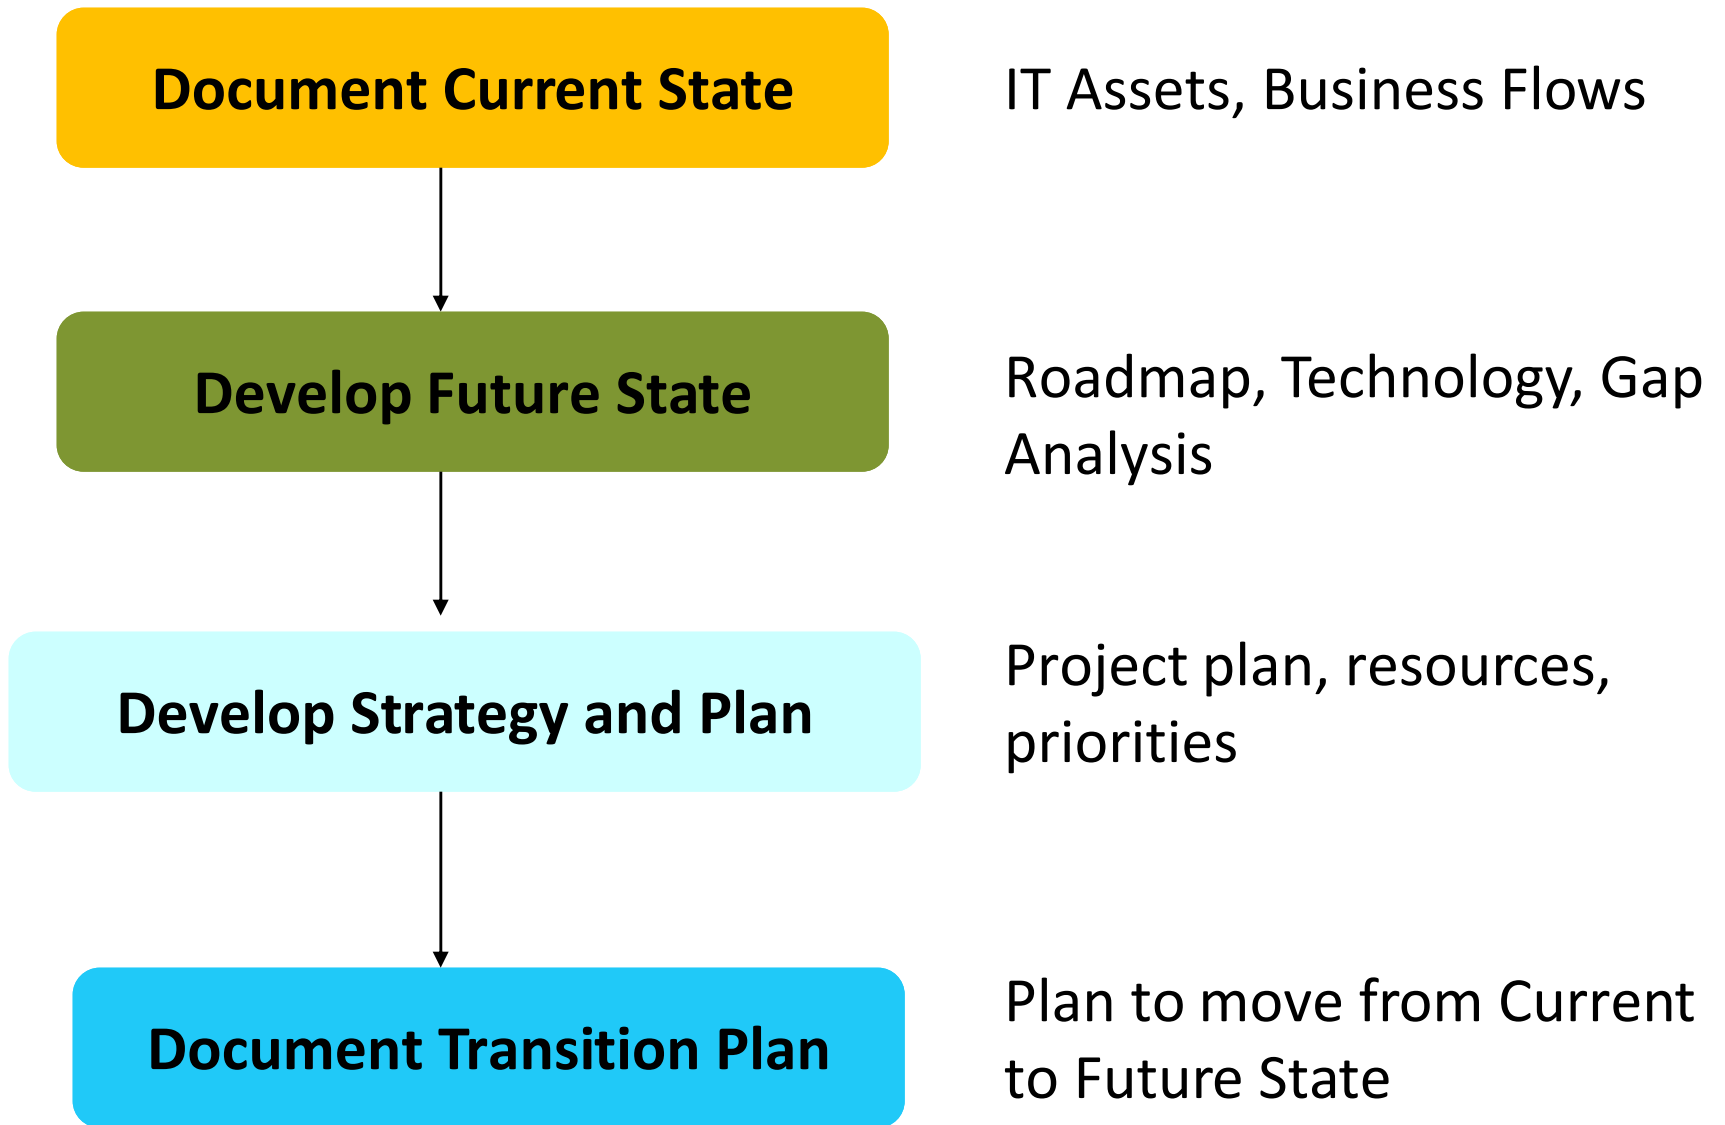 Document Current State
IT Assets, Business Flows
Develop Future State
Roadmap, Technology, Gap
Analysis
Develop Strategy and Plan
Project plan, resources,
priorities
Document Transition Plan
Plan to move from Current
to Future State